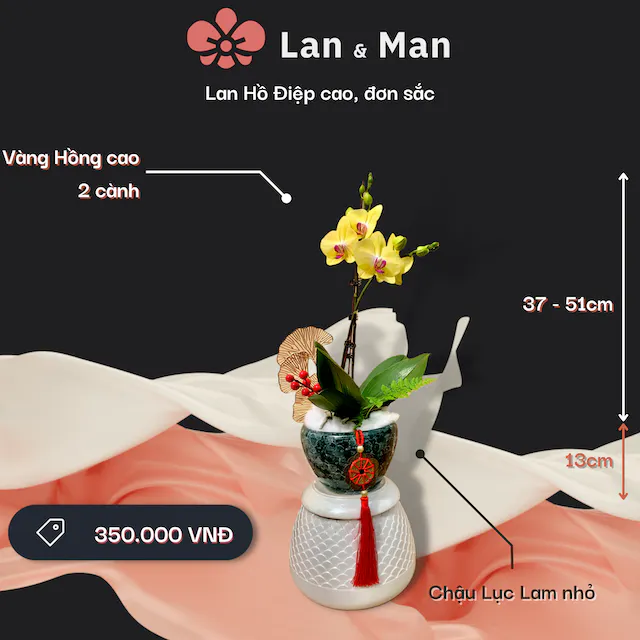 Lan & Man
Lan Hồ Điệp cao, đơn sắc
Vàng Hồng cao
2 cành
37 - 51cm
13cm
350.000 VNĐ
Chậu Lục Lam nhỏ